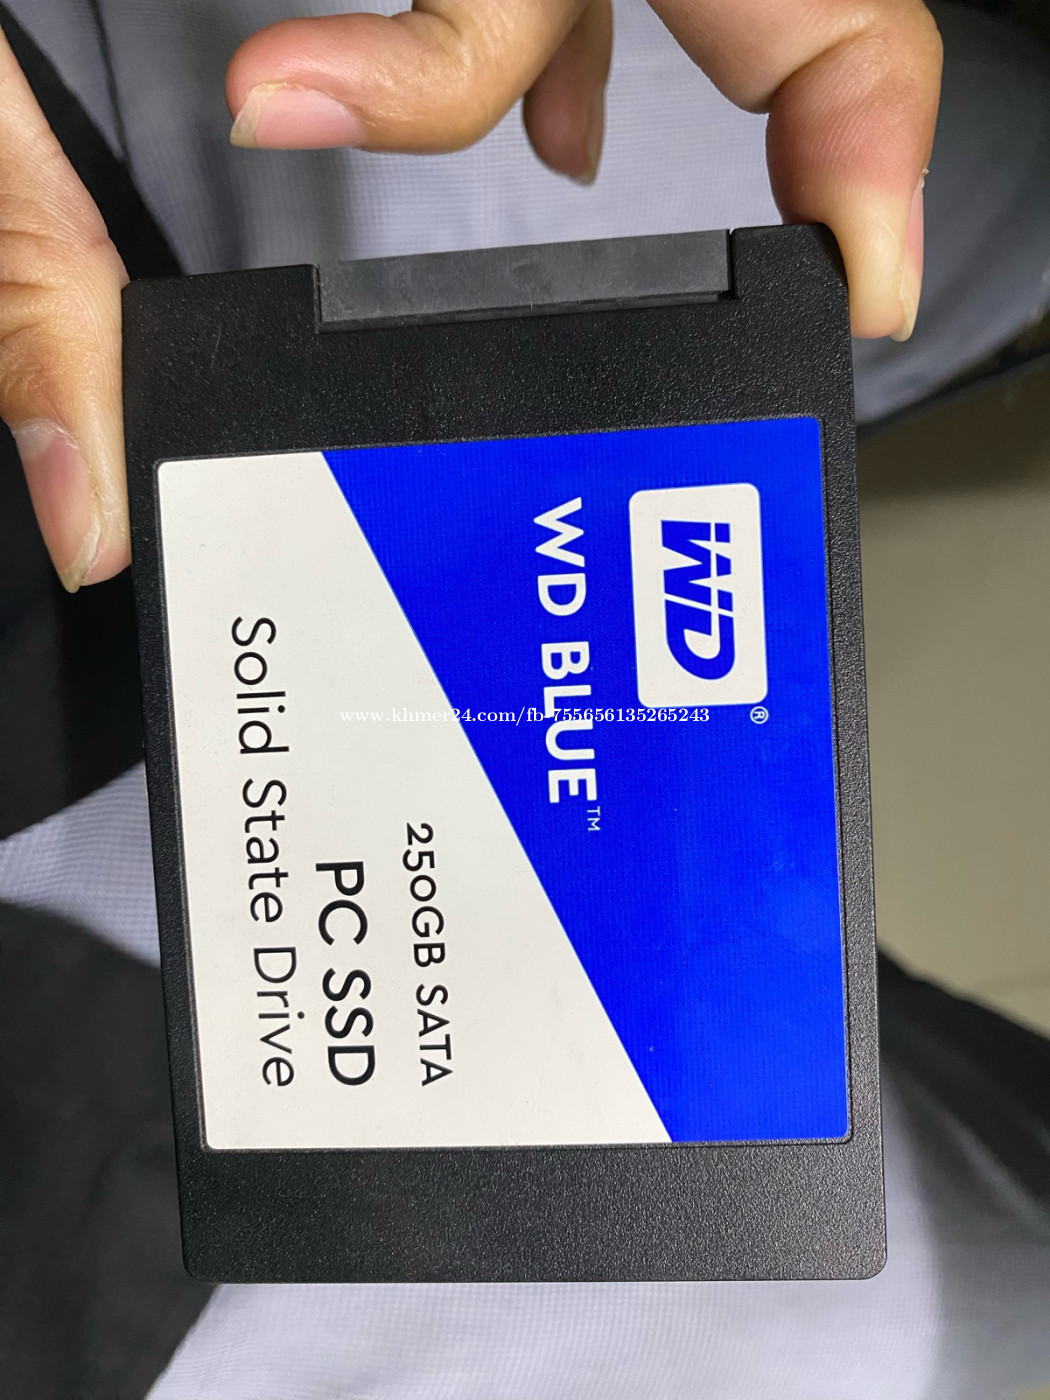 WD®
WD BLUE™
250GB SATA
PC SSD
Solid State Drive
www.khmer24.com/fb-755656135265243